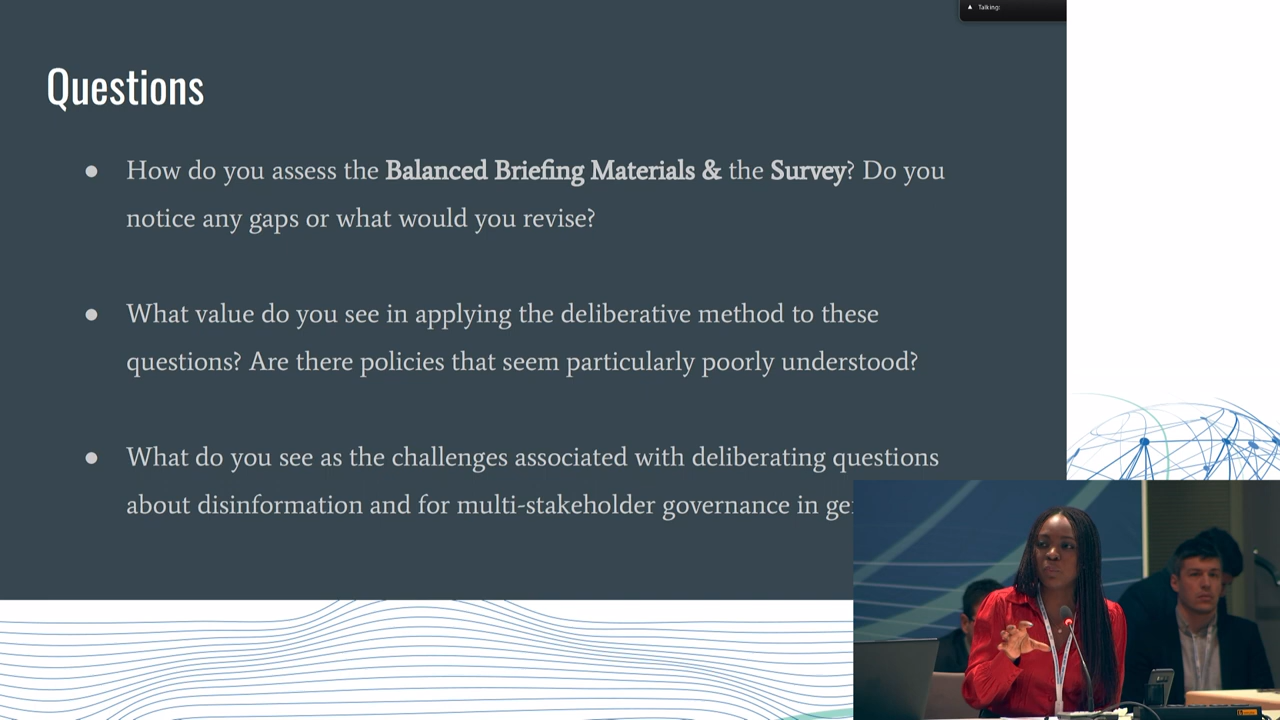 Talking:
Questions
● How do you assess the Balanced Briefing Materials & the Survey? Do you
notice any gaps or what would you revise?
● What value do you see in applying the deliberative method to these
questions? Are there policies that seem particularly poorly understood?
● What do you see as the challenges associated with deliberating questions
about disinformation and for multi-stakeholder governance in